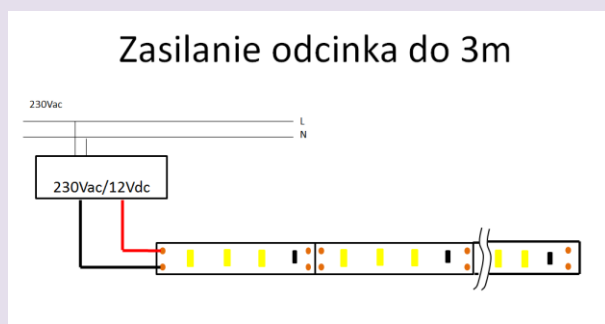 Zasilanie odcinka do 3m
230Vac
L
N
230Vac/12Vdc